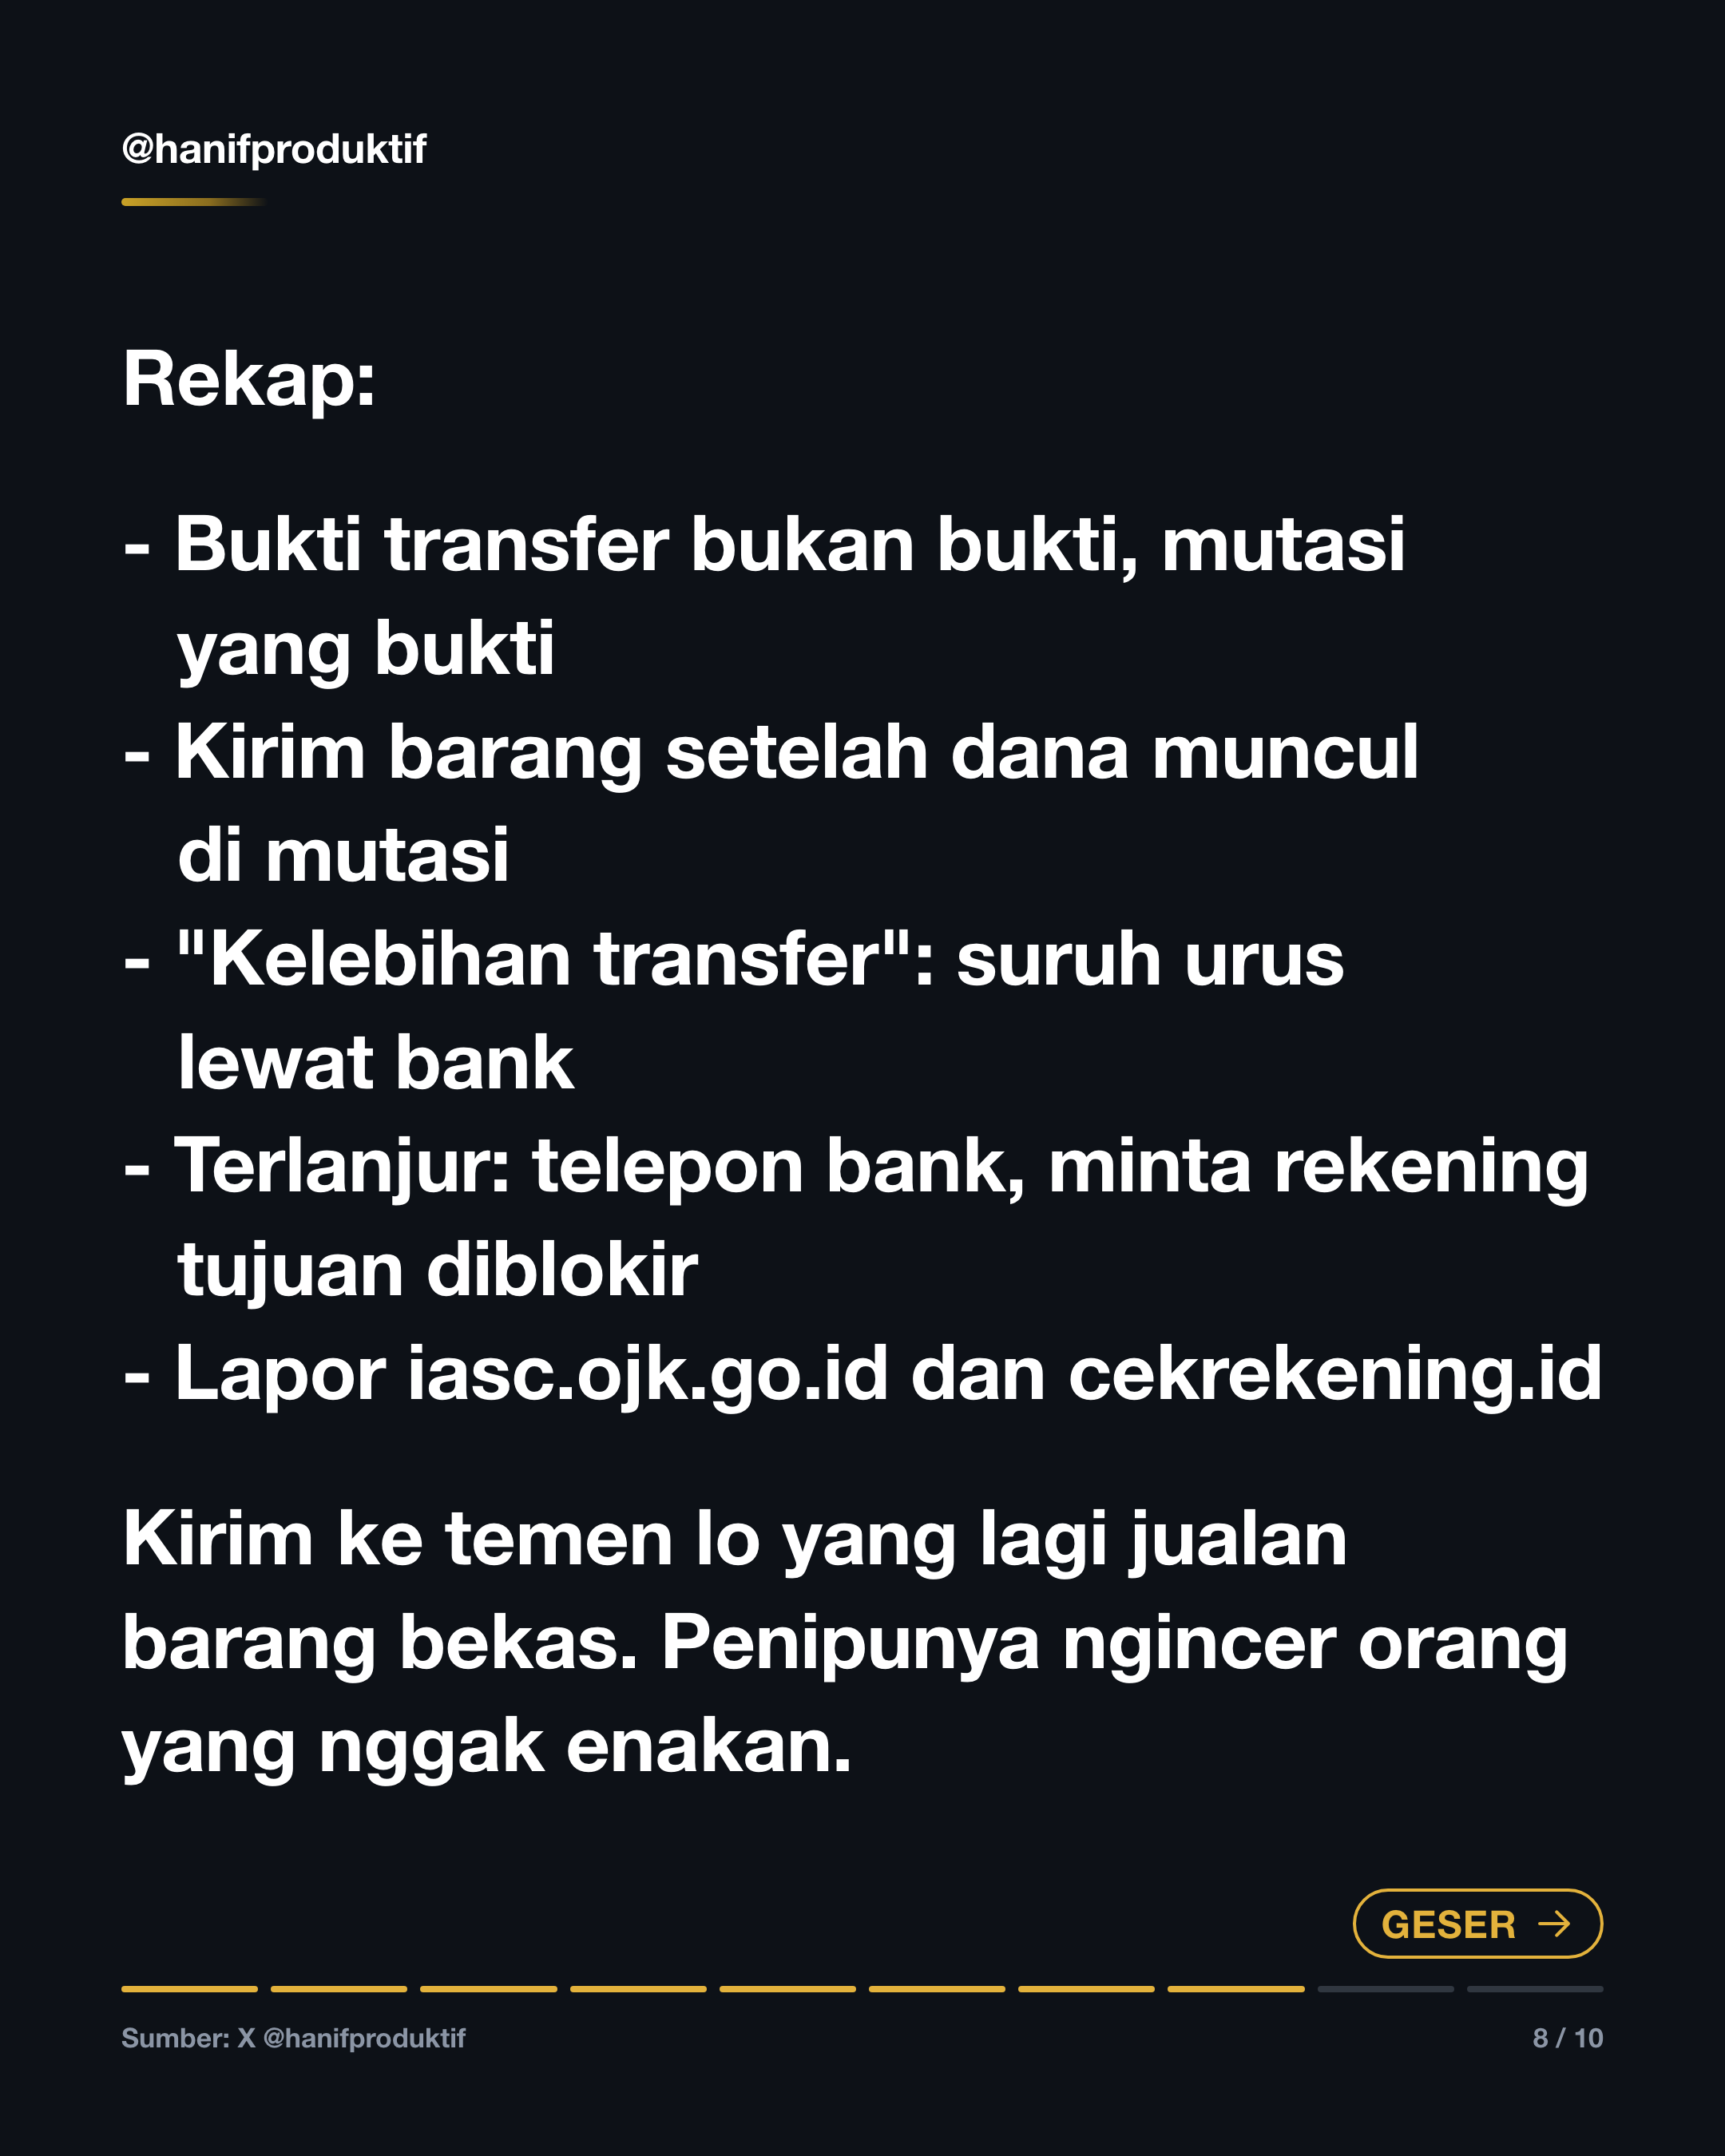 @hanifproduktif
Rekap:
- Bukti transfer bukan bukti, mutasi
yang bukti
- Kirim barang setelah dana muncul
di mutasi
- "Kelebihan transfer": suruh urus
lewat bank
- Terlanjur: telepon bank, minta rekening
tujuan diblokir
- Lapor iasc.ojk.go.id dan cekrekening.id
Kirim ke temen lo yang lagi jualan
barang bekas. Penipunya ngincer orang
yang nggak enakan.
GESER →
Sumber: X @hanifproduktif
8 / 10